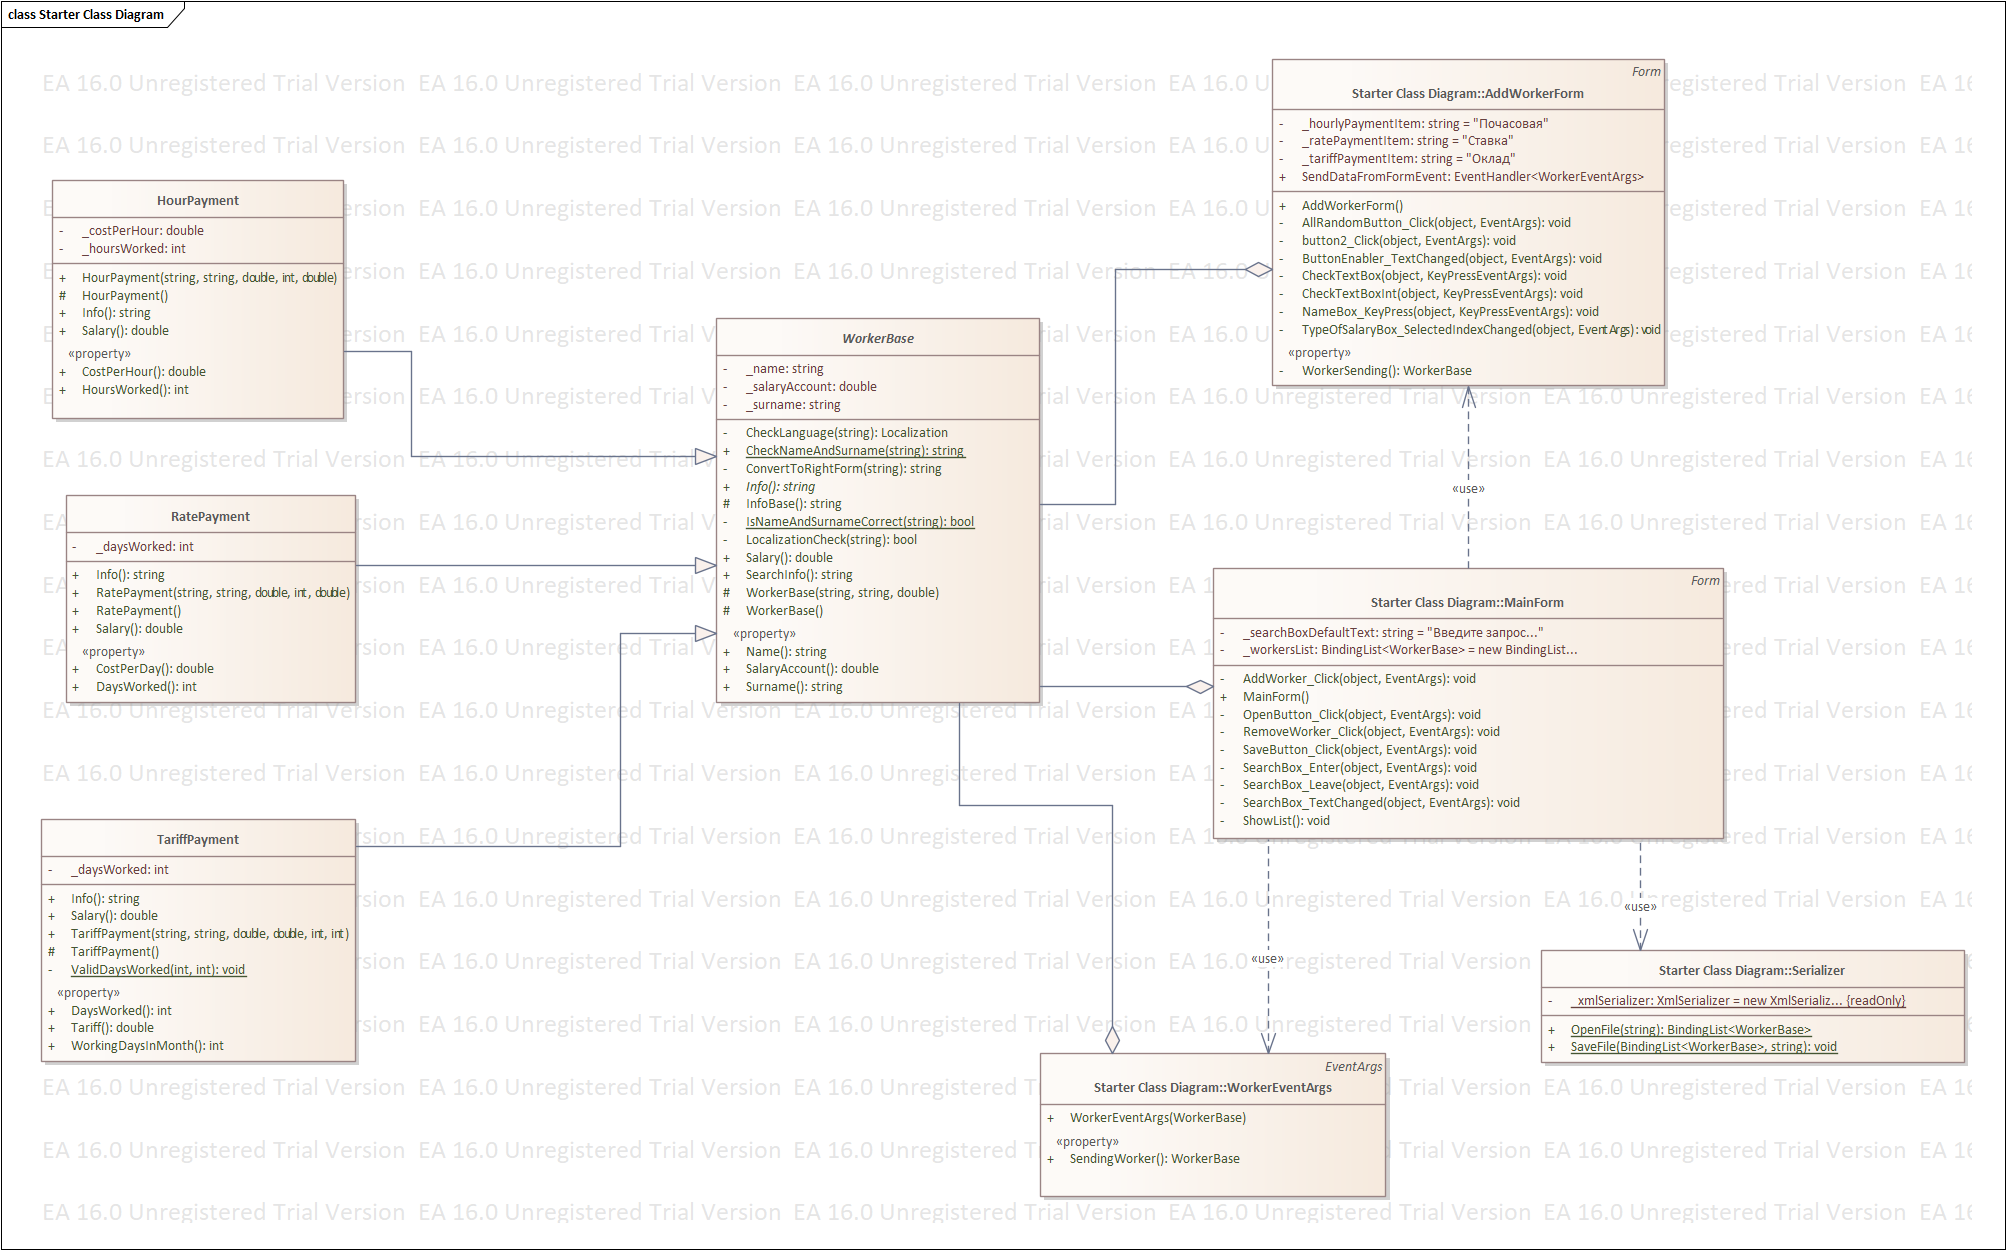 class Starter Class Diagram
HourPayment
- _costPerHour: double
- _hoursWorked: int
+ HourPayment(string, string, double, int, double)
# HourPayment()
+ Info(): string
+ Salary(): double
«property»
+ CostPerHour(): double
+ HoursWorked(): int
RatePayment
- _daysWorked: int
+ Info(): string
+ RatePayment(string, string, double, int, double)
+ RatePayment()
+ Salary(): double
«property»
+ CostPerDay(): double
+ DaysWorked(): int
TariffPayment
- _daysWorked: int
+ Info(): string
+ Salary(): double
+ TariffPayment(string, string, double, double, int, int)
# TariffPayment()
- ValidDaysWorked(int, int): void
«property»
+ DaysWorked(): int
+ Tariff(): double
+ WorkingDaysInMonth(): int
WorkerBase
- _name: string
- _salaryAccount: double
- _surname: string
- CheckLanguage(string): Localization
+ CheckNameAndSurname(string): string
- ConvertToRightForm(string): string
+ Info(): string
# InfoBase(): string
- IsNameAndSurnameCorrect(string): bool
- LocalizationCheck(string): bool
+ Salary(): double
+ SearchInfo(): string
# WorkerBase(string, string, double)
# WorkerBase()
«property»
+ Name(): string
+ SalaryAccount(): double
+ Surname(): string
Form
Starter Class Diagram::AddWorkerForm
- _hourlyPaymentItem: string = "Почасовая"
- _ratePaymentItem: string = "Ставка"
- _tariffPaymentItem: string = "Оклад"
+ SendDataFromFormEvent: EventHandler<WorkerEventArgs>
+ AddWorkerForm()
- AllRandomButton_Click(object, EventArgs): void
- button2_Click(object, EventArgs): void
- ButtonEnabler_TextChanged(object, EventArgs): void
- CheckTextBox(object, KeyPressEventArgs): void
- CheckTextBoxInt(object, KeyPressEventArgs): void
- NameBox_KeyPress(object, KeyPressEventArgs): void
- TypeOfSalaryBox_SelectedIndexChanged(object, EventArgs): void
«property»
- WorkerSending(): WorkerBase
«use»
Form
Starter Class Diagram::MainForm
- _searchBoxDefaultText: string = "Введите запрос..."
- _workersList: BindingList<WorkerBase> = new BindingList...
- AddWorker_Click(object, EventArgs): void
+ MainForm()
- OpenButton_Click(object, EventArgs): void
- RemoveWorker_Click(object, EventArgs): void
- SaveButton_Click(object, EventArgs): void
- SearchBox_Enter(object, EventArgs): void
- SearchBox_Leave(object, EventArgs): void
- SearchBox_TextChanged(object, EventArgs): void
- ShowList(): void
«use»
«use»
Starter Class Diagram::Serializer
- _xmlSerializer: XmlSerializer = new XmlSerializ... {readOnly}
+ OpenFile(string): BindingList<WorkerBase>
+ SaveFile(BindingList<WorkerBase>, string): void
EventArgs
Starter Class Diagram::WorkerEventArgs
+ WorkerEventArgs(WorkerBase)
«property»
+ SendingWorker(): WorkerBase
EA 16.0 Unregistered Trial Version